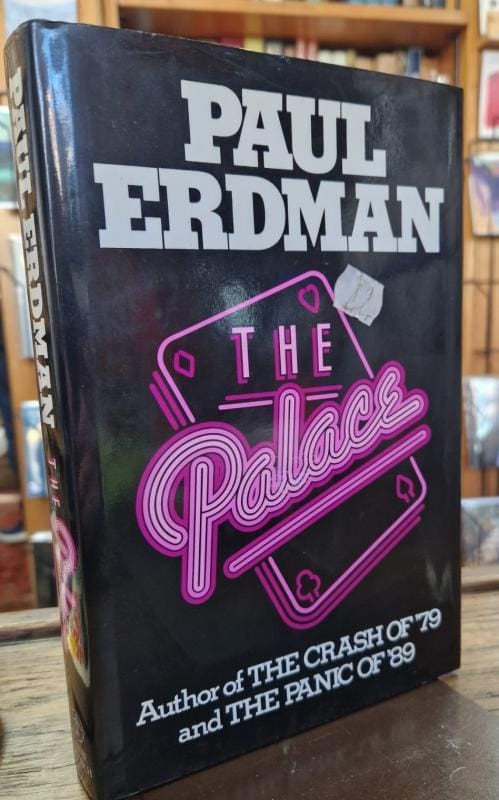 PAUL
ERDMAN
THE
Palace
Author of THE CRASH OF '79
and THE PANIC OF '89
PAUL ERDMAN THE